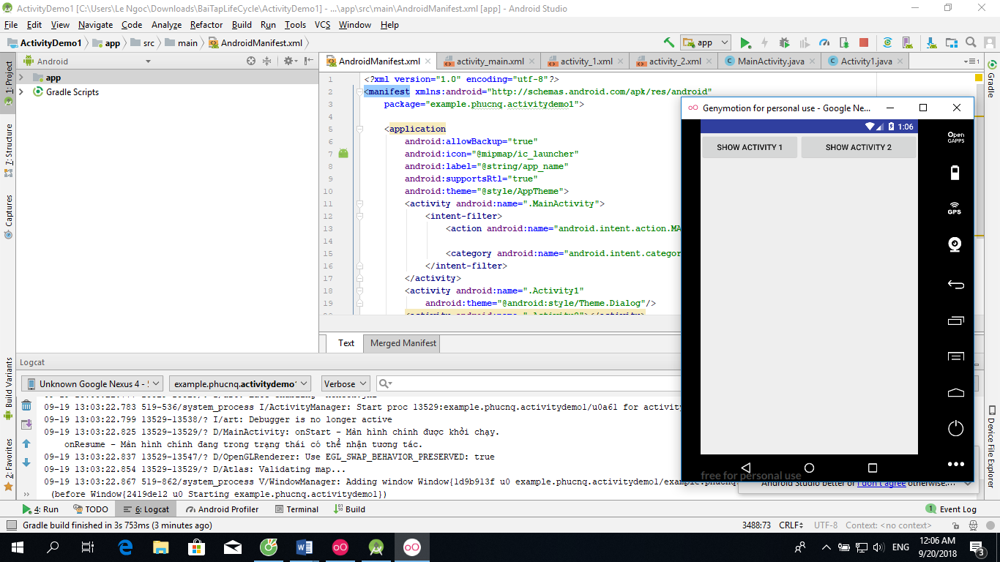 ActivityDemo1 [C:\Users\Le Ngoc\Downloads\BaiTapLifeCycle\ActivityDemo1] - ...\app\src\main\AndroidManifest.xml [app] - Android Studio
File Edit View Navigate Code Analyze Refactor Build Run Tools VCS Window Help
ActivityDemo1 app src main AndroidManifest.xml
app
Android
AndroidManifest.xml activity_main.xml activity_1.xml activity_2.xml MainActivity.java Activity1.java
1: Project
7: Structure
Captures
Build Variants
2: Favorites
Gradle
Device File Explorer
app
Gradle Scripts
1 <?xml version="1.0" encoding="utf-8"?>
2 <manifest xmlns:android="http://schemas.android.com/apk/res/android"
3 package="example.phucnq.activitydemo1">
4
5 <application
6 android:allowBackup="true"
7 android:icon="@mipmap/ic_launcher"
8 android:label="@string/app_name"
9 android:supportsRtl="true"
10 android:theme="@style/AppTheme">
11 <activity android:name=".MainActivity">
12 <intent-filter>
13 <action android:name="android.intent.action.MA
14
15 <category android:name="android.intent.categor
16 </intent-filter>
17 </activity>
18 <activity android:name=".Activity1"
19 android:theme="@android:style/Theme.Dialog"/>
Text Merged Manifest
Genymotion for personal use - Google Ne...
1:06
SHOW ACTIVITY 1 SHOW ACTIVITY 2
Open
GAPPS
GPS
free for personal use
Android Studio better or I don't agree otherwise....
Logcat
Unknown Google Nexus 4 - example.phucnq.activitydemo1 Verbose
09-19 13:03:22.783 519-536/system_process I/ActivityManager: Start proc 13529:example.phucnq.activitydemo1/u0a61 for activit
09-19 13:03:22.799 13529-13538/? I/art: Debugger is no longer active
09-19 13:03:22.825 13529-13529/? D/MainActivity: onStart - Màn hình chính được khởi chạy.
onResume - Màn hình chính đang trong trạng thái có thể nhận tương tác.
09-19 13:03:22.837 13529-13547/? D/OpenGLRenderer: Use EGL_SWAP_BEHAVIOR_PRESERVED: true
09-19 13:03:22.854 13529-13529/? D/Atlas: Validating map...
09-19 13:03:22.867 519-862/system_process V/WindowManager: Adding window Window{1d9b913f u0 example.phucnq.activitydemo1/example.phucnq
(before Window{2419de12 u0 Starting example.phucnq.activitydemo1})
4: Run TODO 6: Logcat Android Profiler Terminal Build 1 Event Log
Gradle build finished in 3s 753ms (3 minutes ago) 3488:73 CRLF UTF-8 Context: <no context>
ENG 12:06 AM
9/20/2018
3